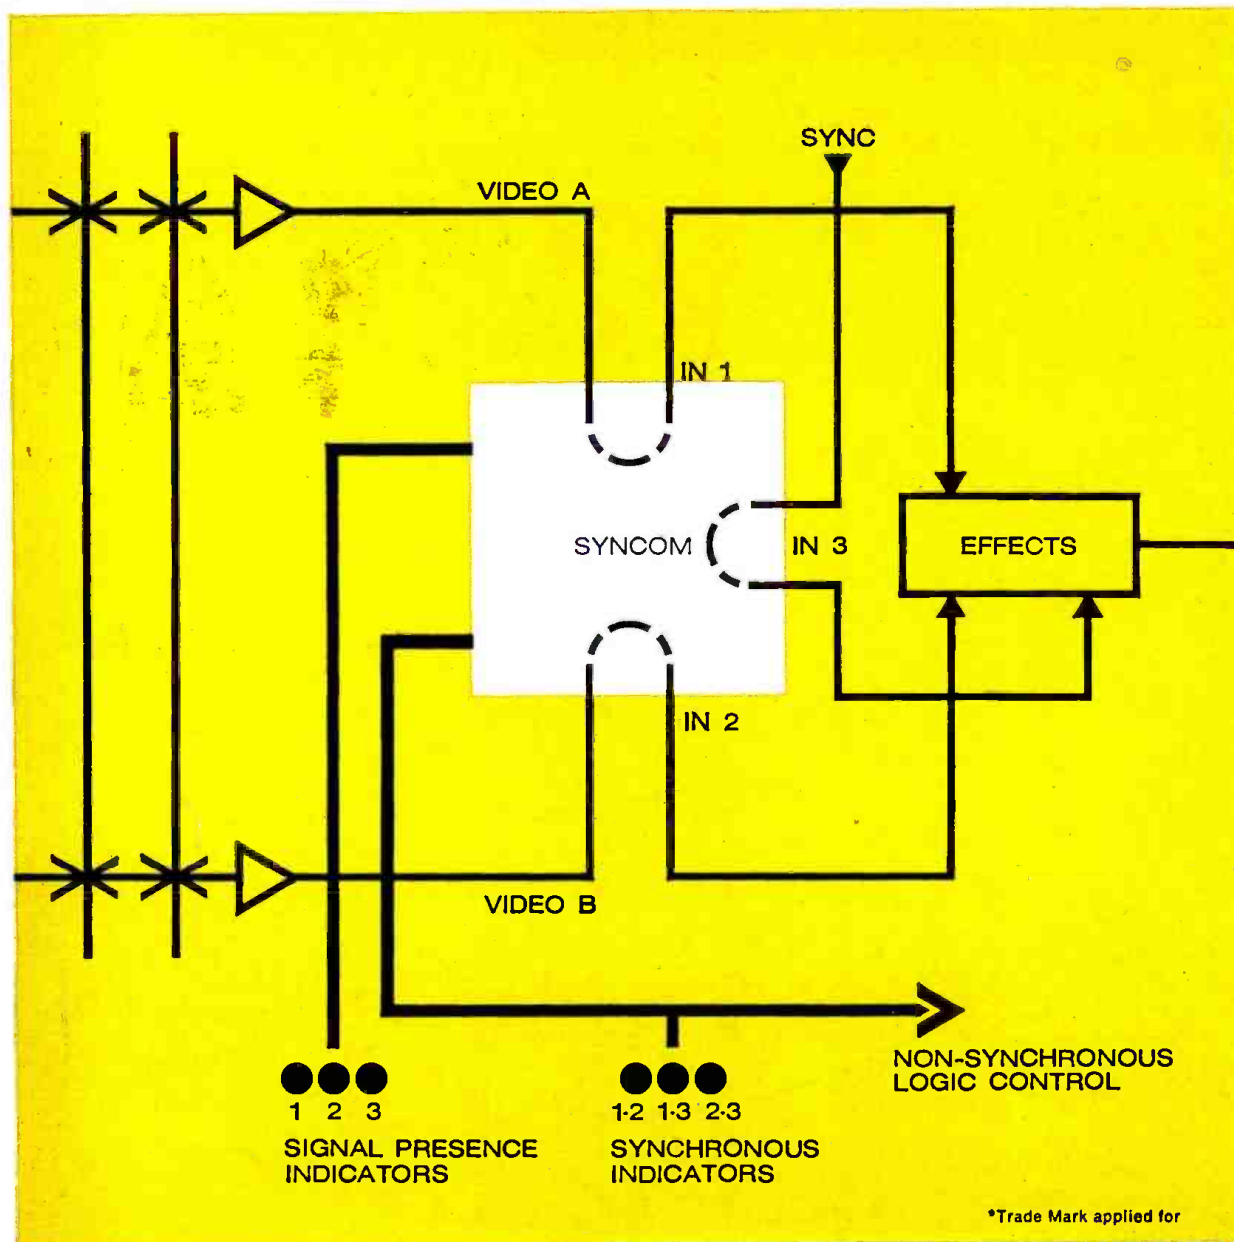 SYNC
VIDEO A
IN 1
SYNCOM
IN 3
EFFECTS
IN 2
VIDEO B
NON-SYNCHRONOUS
LOGIC CONTROL
1 2 3
1·2 1·3 2·3
SIGNAL PRESENCE
INDICATORS
SYNCHRONOUS
INDICATORS
*Trade Mark applied for